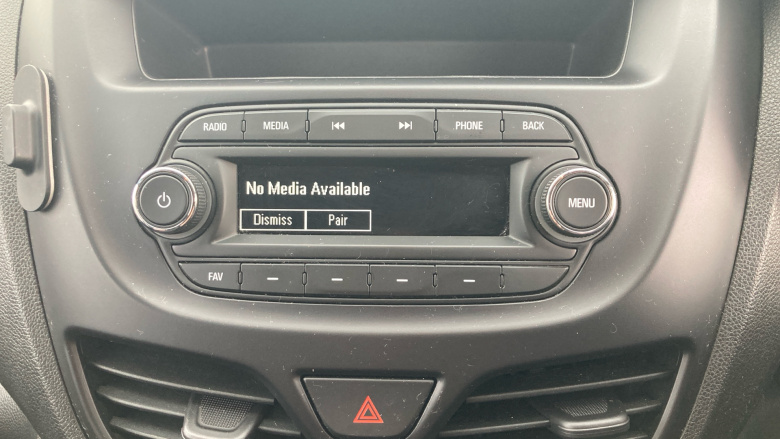 RADIO MEDIA PHONE BACK
No Media Available
Dismiss Pair
MENU
FAV